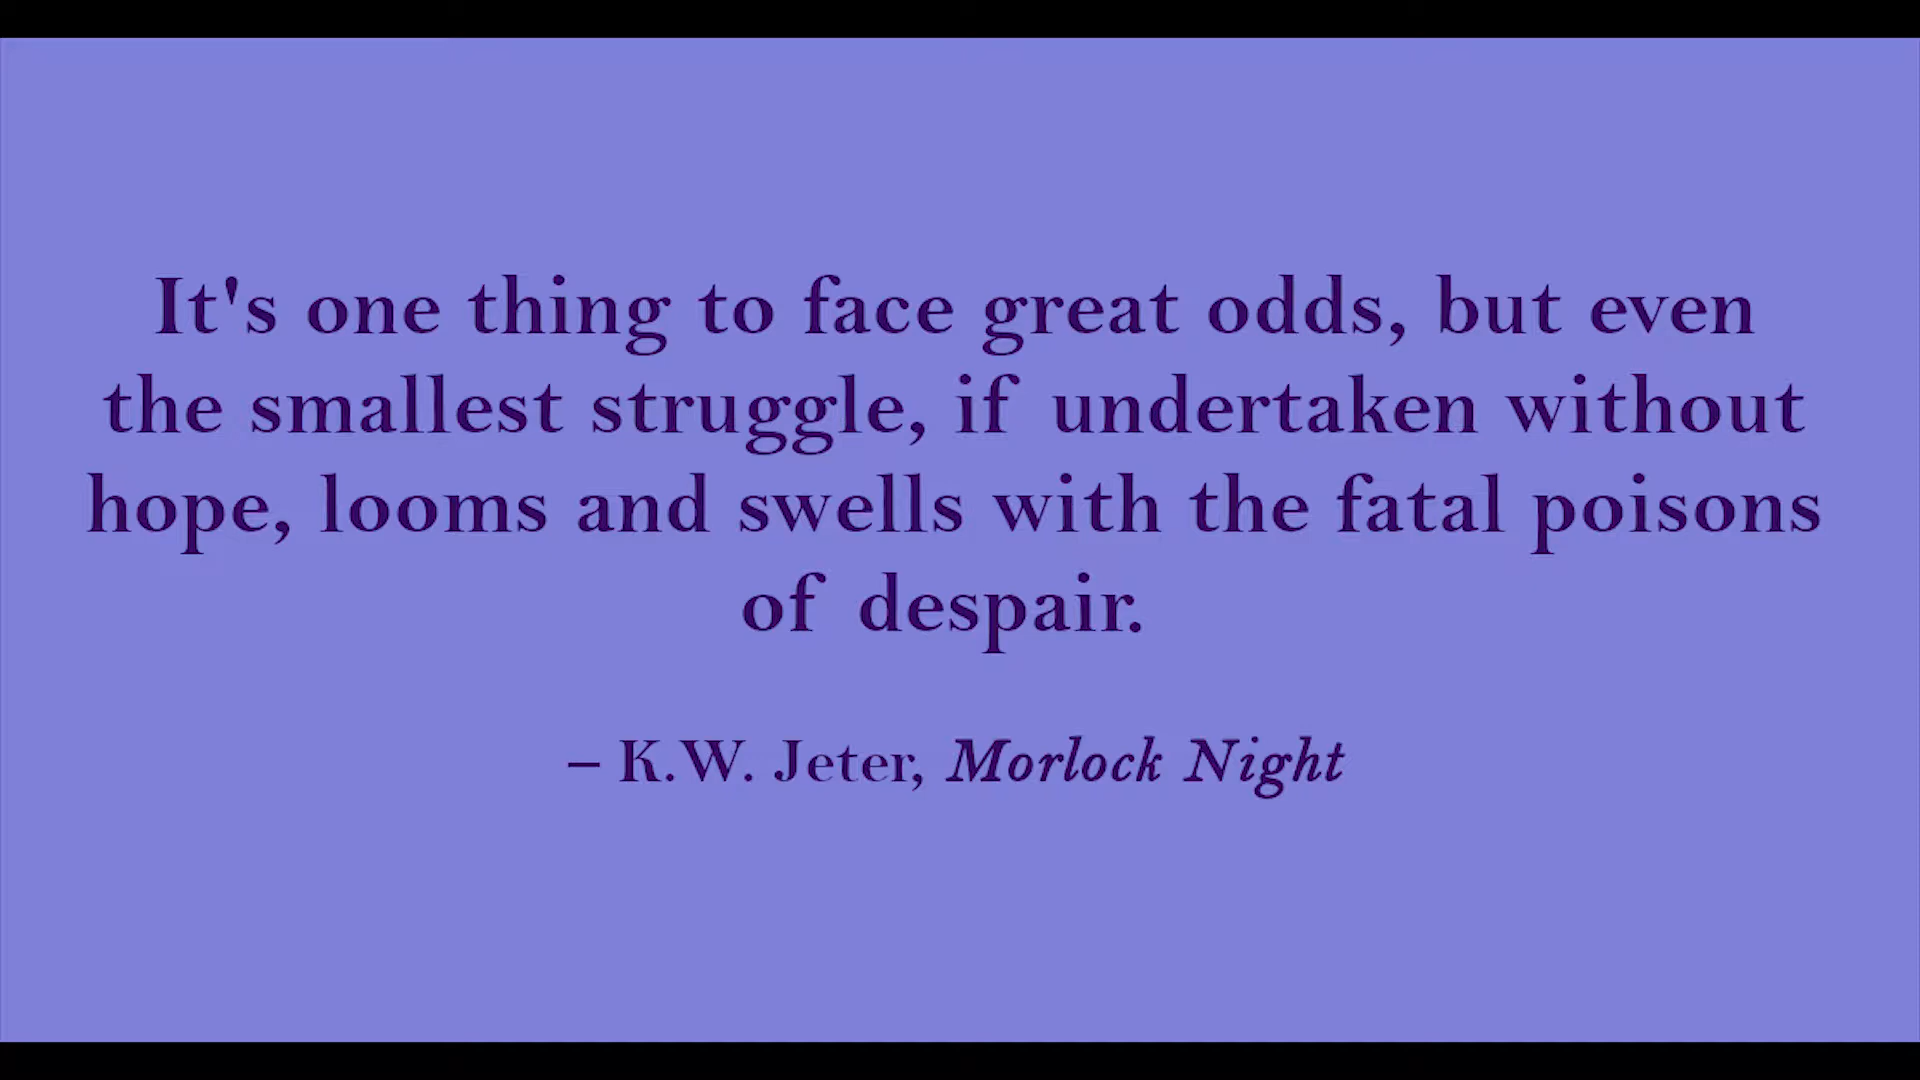 It's one thing to face great odds, but even
the smallest struggle, if undertaken without
hope, looms and swells with the fatal poisons
of despair.
– K.W. Jeter, Morlock Night